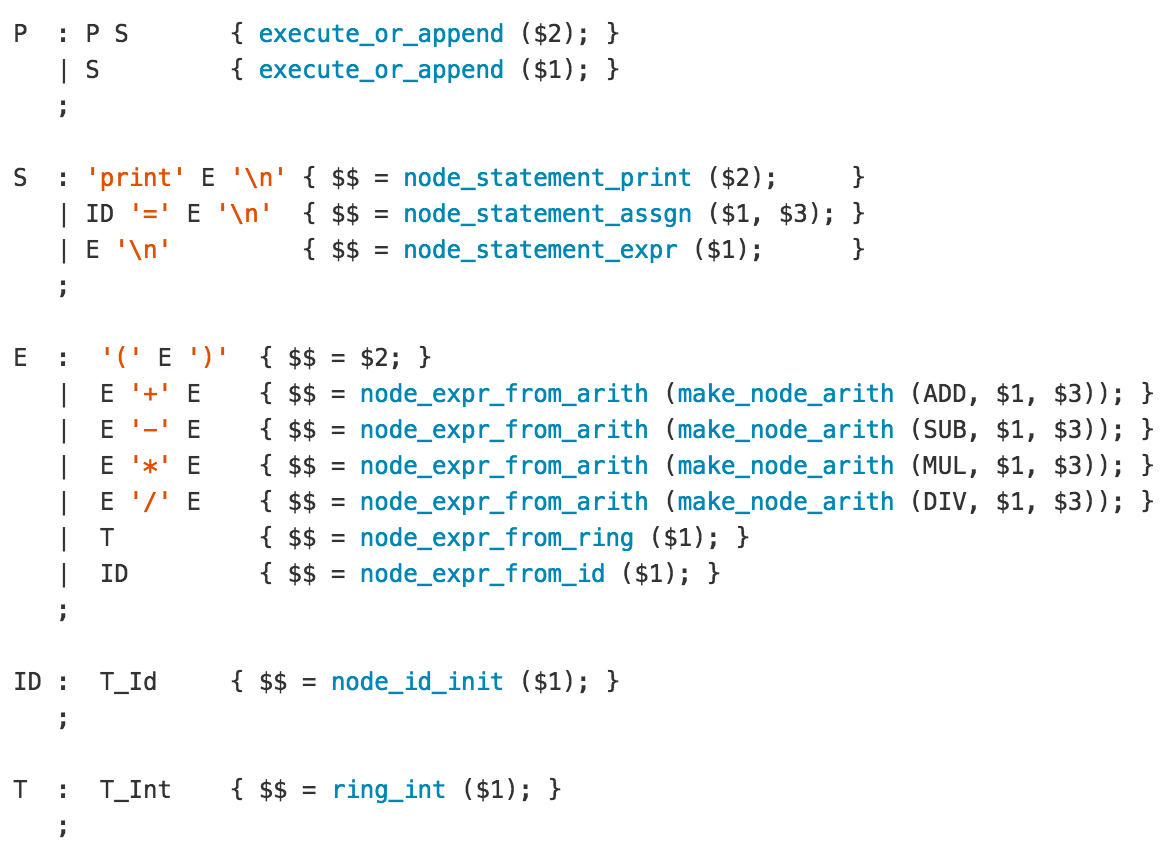 P  : P S       { execute_or_append ($2); }
   | S         { execute_or_append ($1); }
   ;
S  : 'print' E '\n' { $$ = node_statement_print ($2);     }
   | ID '=' E '\n'  { $$ = node_statement_assgn ($1, $3); }
   | E '\n'         { $$ = node_statement_expr ($1);      }
   ;
E  :  '(' E ')'  { $$ = $2; }
   |  E '+' E    { $$ = node_expr_from_arith (make_node_arith (ADD, $1, $3)); }
   |  E '-' E    { $$ = node_expr_from_arith (make_node_arith (SUB, $1, $3)); }
   |  E '*' E    { $$ = node_expr_from_arith (make_node_arith (MUL, $1, $3)); }
   |  E '/' E    { $$ = node_expr_from_arith (make_node_arith (DIV, $1, $3)); }
   |  T          { $$ = node_expr_from_ring ($1); }
   |  ID         { $$ = node_expr_from_id ($1); }
   ;
ID :  T_Id     { $$ = node_id_init ($1); }
   ;
T  :  T_Int    { $$ = ring_int ($1); }
   ;